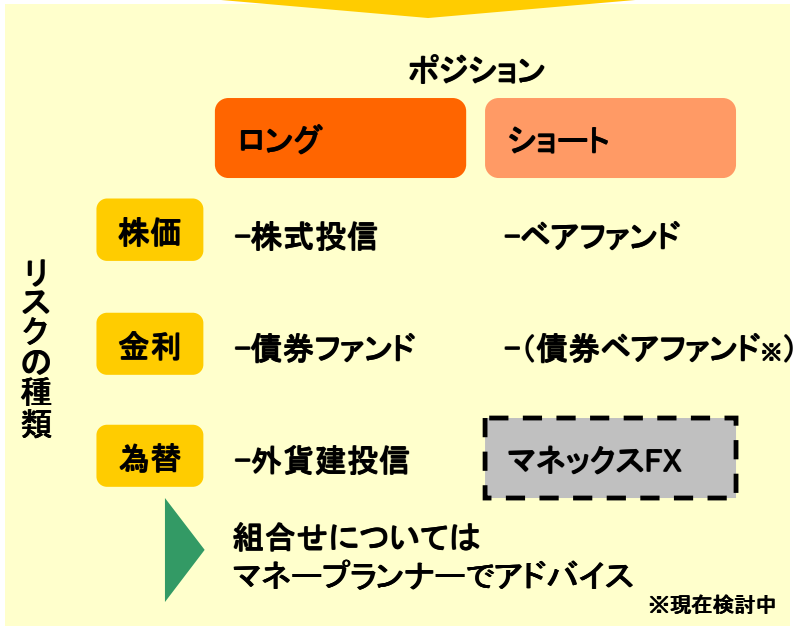 ポジション
ロング
ショート
リスクの種類
株価
-株式投信
-ベアファンド
金利
-債券ファンド
-(債券ベアファンド※)
為替
-外貨建投信
マネックスFX
組合せについては
マネープランナーでアドバイス
※現在検討中